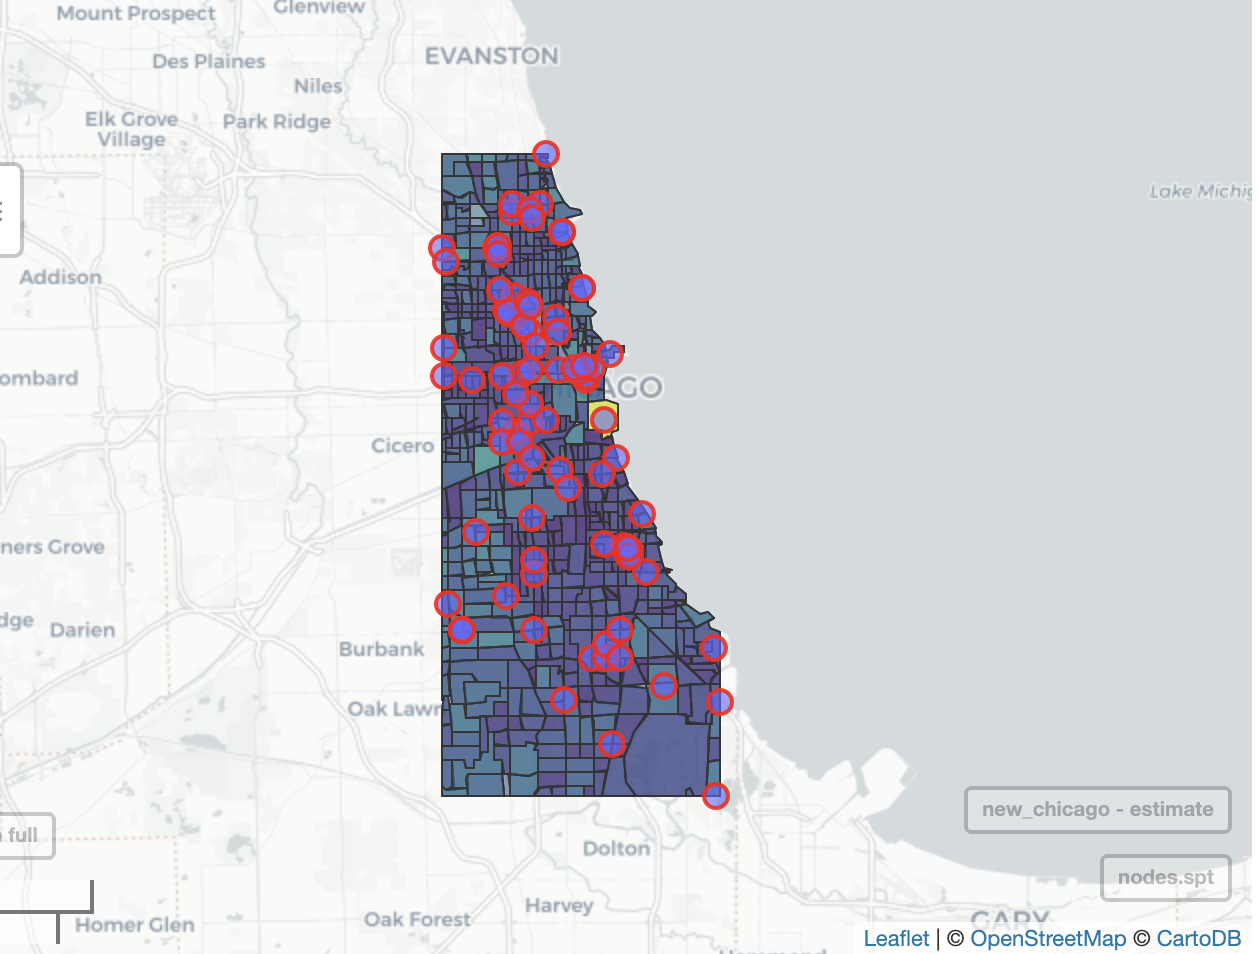 Glenview
Mount Prospect
EVANSTON
Des Plaines
Niles
Elk Grove
Village
Park Ridge
Lake Michig
Addison
ombard
AGO
Cicero
ners Grove
dge
Darien
Burbank
Oak Lawn
new_chicago - estimate
full
Dolton
nodes.spt
Harvey
Oak Forest
Homer Glen
GARY
Hammond
Leaflet | © OpenStreetMap © CartoDB